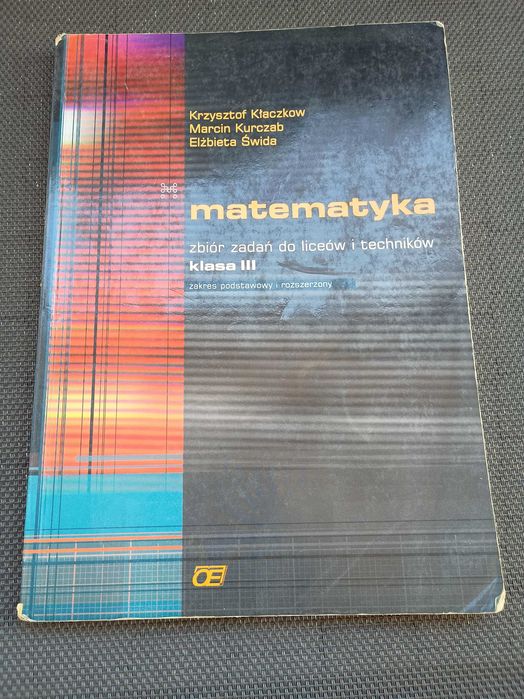 Krzysztof Kłaczkow
Marcin Kurczab
Elżbieta Świda
matematyka
zbiór zadań do liceów i techników
klasa III
zakres podstawowy i rozszerzony
OE